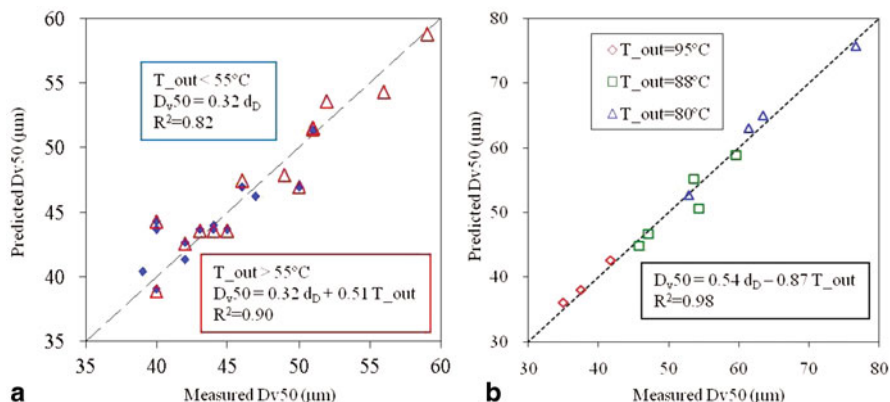 60
55
50
45
40
35
35 40 45 50 55 60
Predicted Dv50 (μm)
Measured Dv50 (μm)
T_out < 55°C
Dv50 = 0.32 dD
R²=0.82
T_out > 55°C
Dv50 = 0.32 dD + 0.51 T_out
R²=0.90
a
80
70
60
50
40
30
30 40 50 60 70 80
Predicted Dv50 (μm)
Measured Dv50 (μm)
T_out=95°C
T_out=88°C
T_out=80°C
Dv50 = 0.54 dD – 0.87 T_out
R²=0.98
b